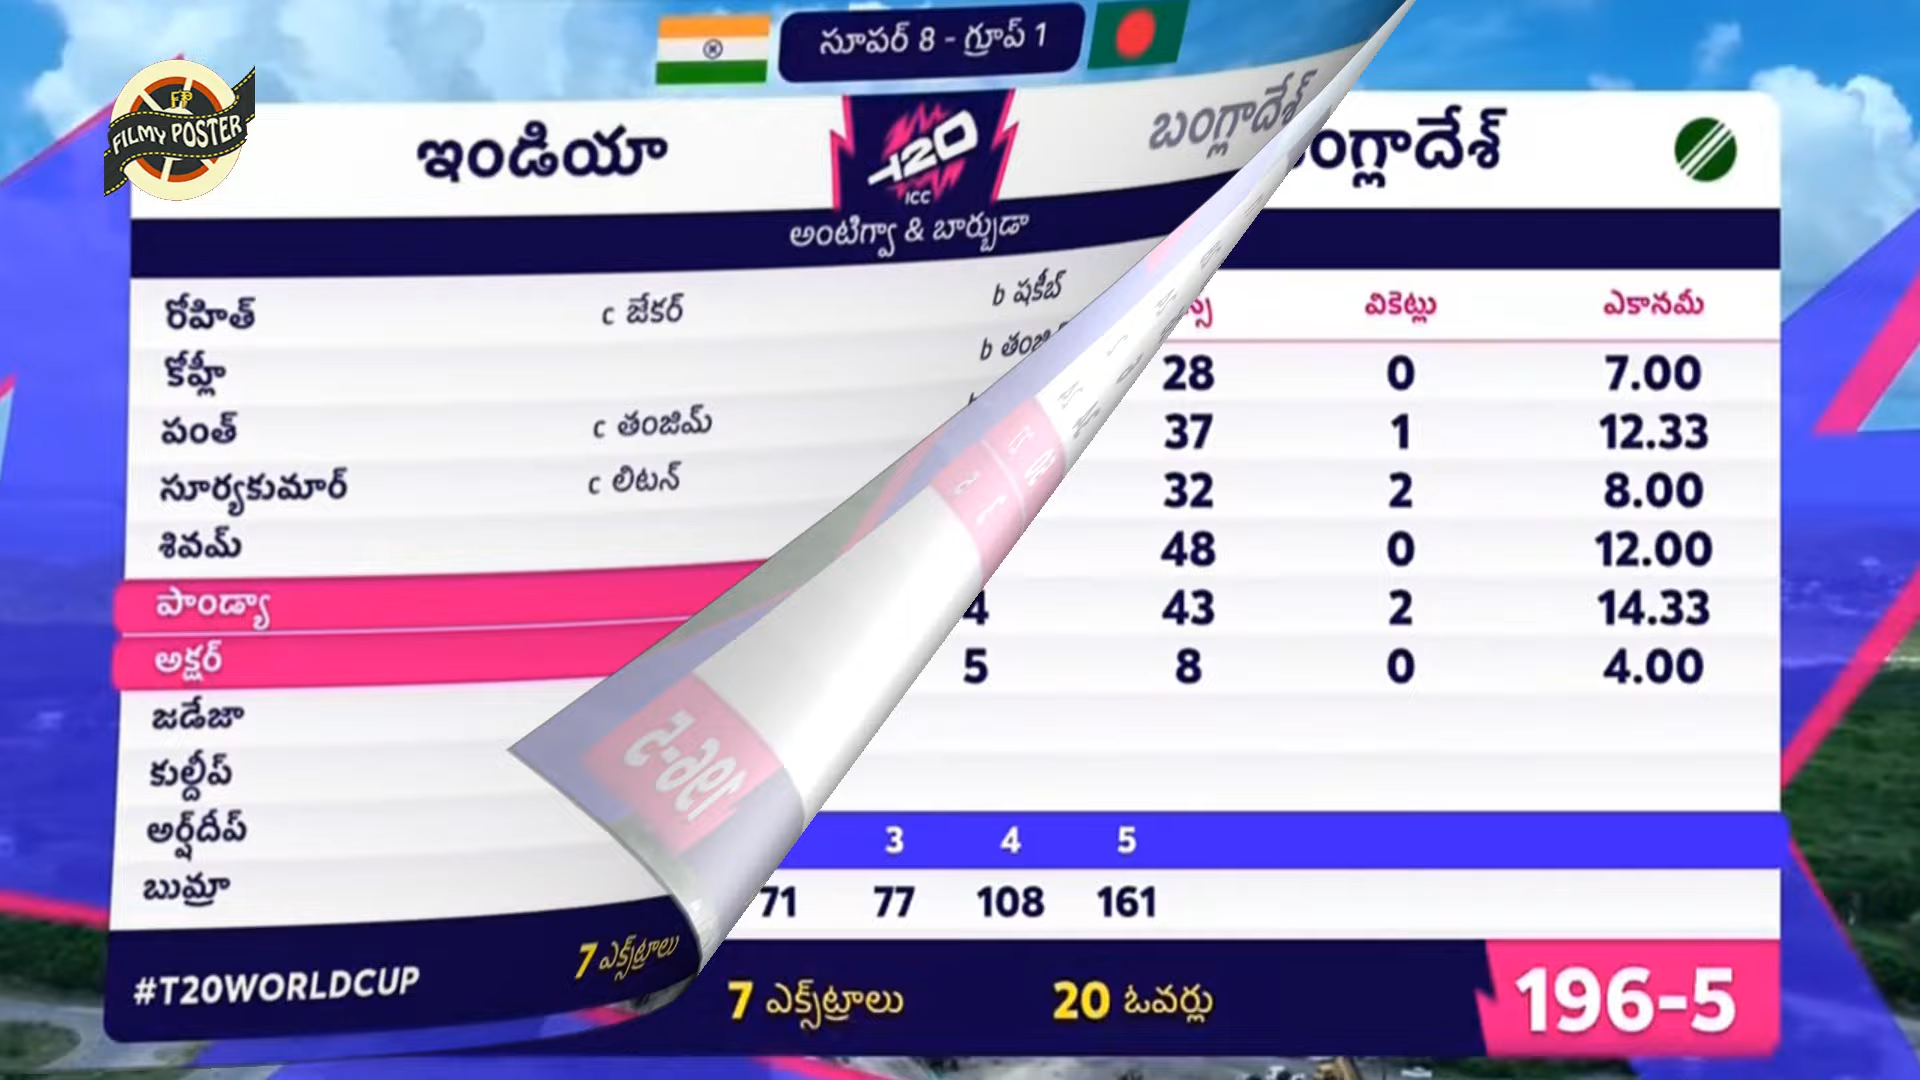 సూపర్ 8 - గ్రూప్ 1
FP
FILMY POSTER
ఇండియా
T20
ICC
బంగ్లాదేశ్
అంటిగ్వా & బార్బుడా
రోహిత్ c జేకర్ b షకీబ్
కోహ్లీ b
పంత్ c తంజిమ్
సూర్యకుమార్ c లిటన్
శివమ్
పాండ్యా
అక్షర్
జడేజా
కుల్దీప్
అర్ష్‌దీప్
బుమ్రా
#T20WORLDCUP 7 ఎక్స్‌ట్రాలు
వికెట్లు ఎకానమీ
28 0 7.00
37 1 12.33
32 2 8.00
48 0 12.00
4 43 2 14.33
5 8 0 4.00
3 4 5
71 77 108 161
7 ఎక్స్‌ట్రాలు 20 ఓవర్లు 196-5